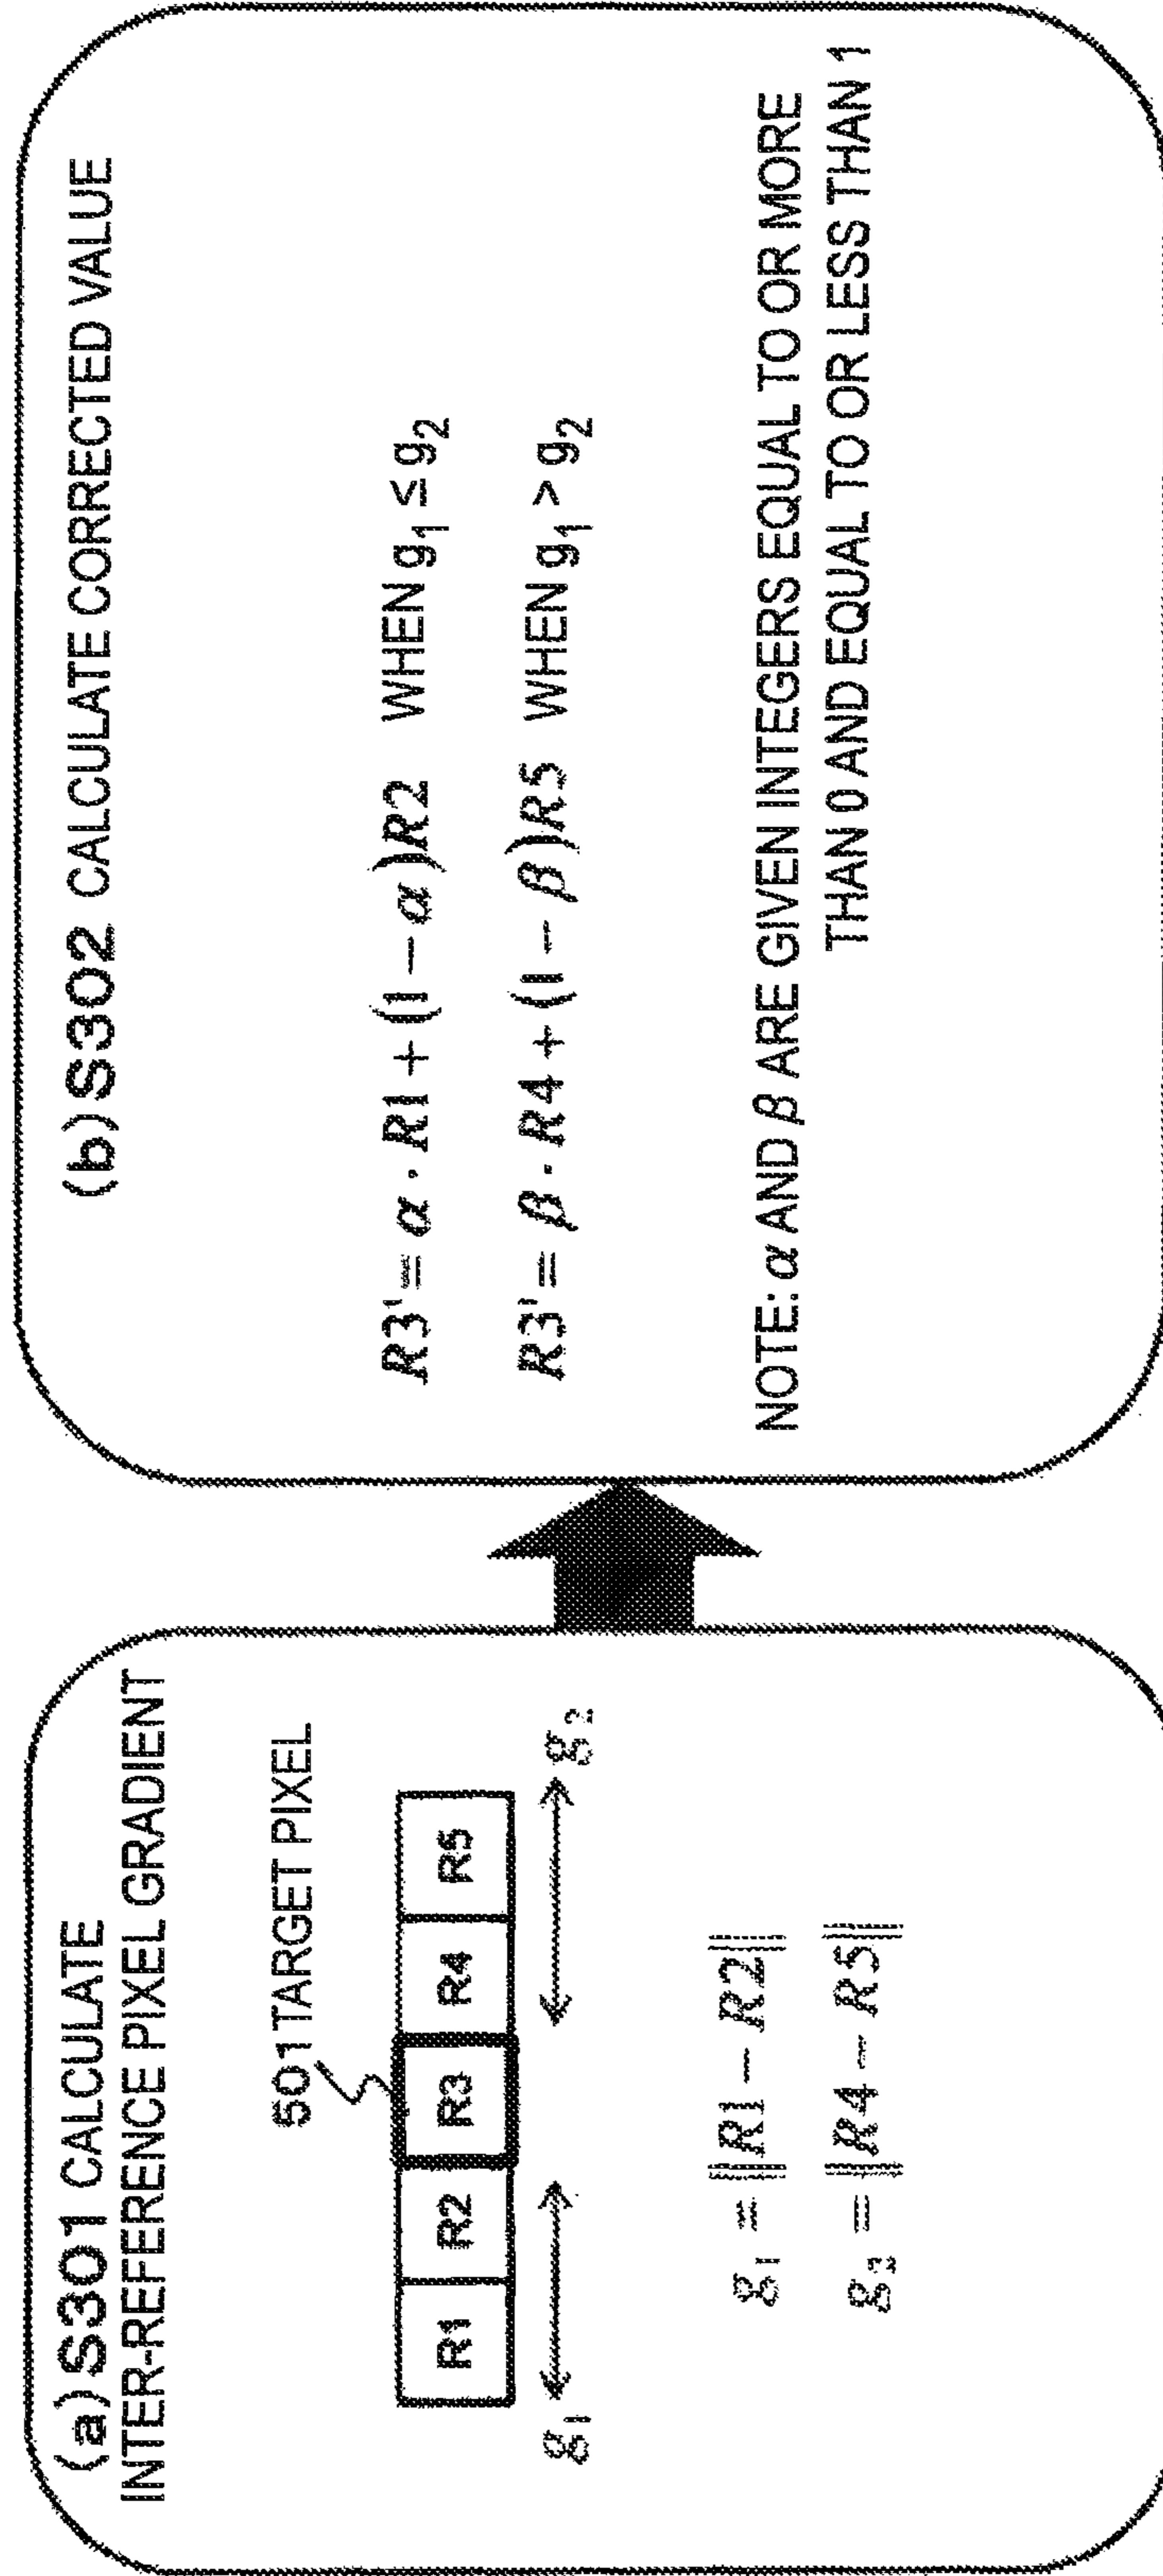 (a)S301 CALCULATE
INTER-REFERENCE PIXEL GRADIENT
501 TARGET PIXEL
R1 R2 R3 R4 R5
g₁ g₂
g₁ = ‖R1 − R2‖
g₂ = ‖R4 − R5‖
(b)S302 CALCULATE CORRECTED VALUE
R3' = α · R1 + (1 − α)R2 WHEN g₁ ≤ g₂
R3' = β · R4 + (1 − β)R5 WHEN g₁ > g₂
NOTE: α AND β ARE GIVEN INTEGERS EQUAL TO OR MORE
THAN 0 AND EQUAL TO OR LESS THAN 1